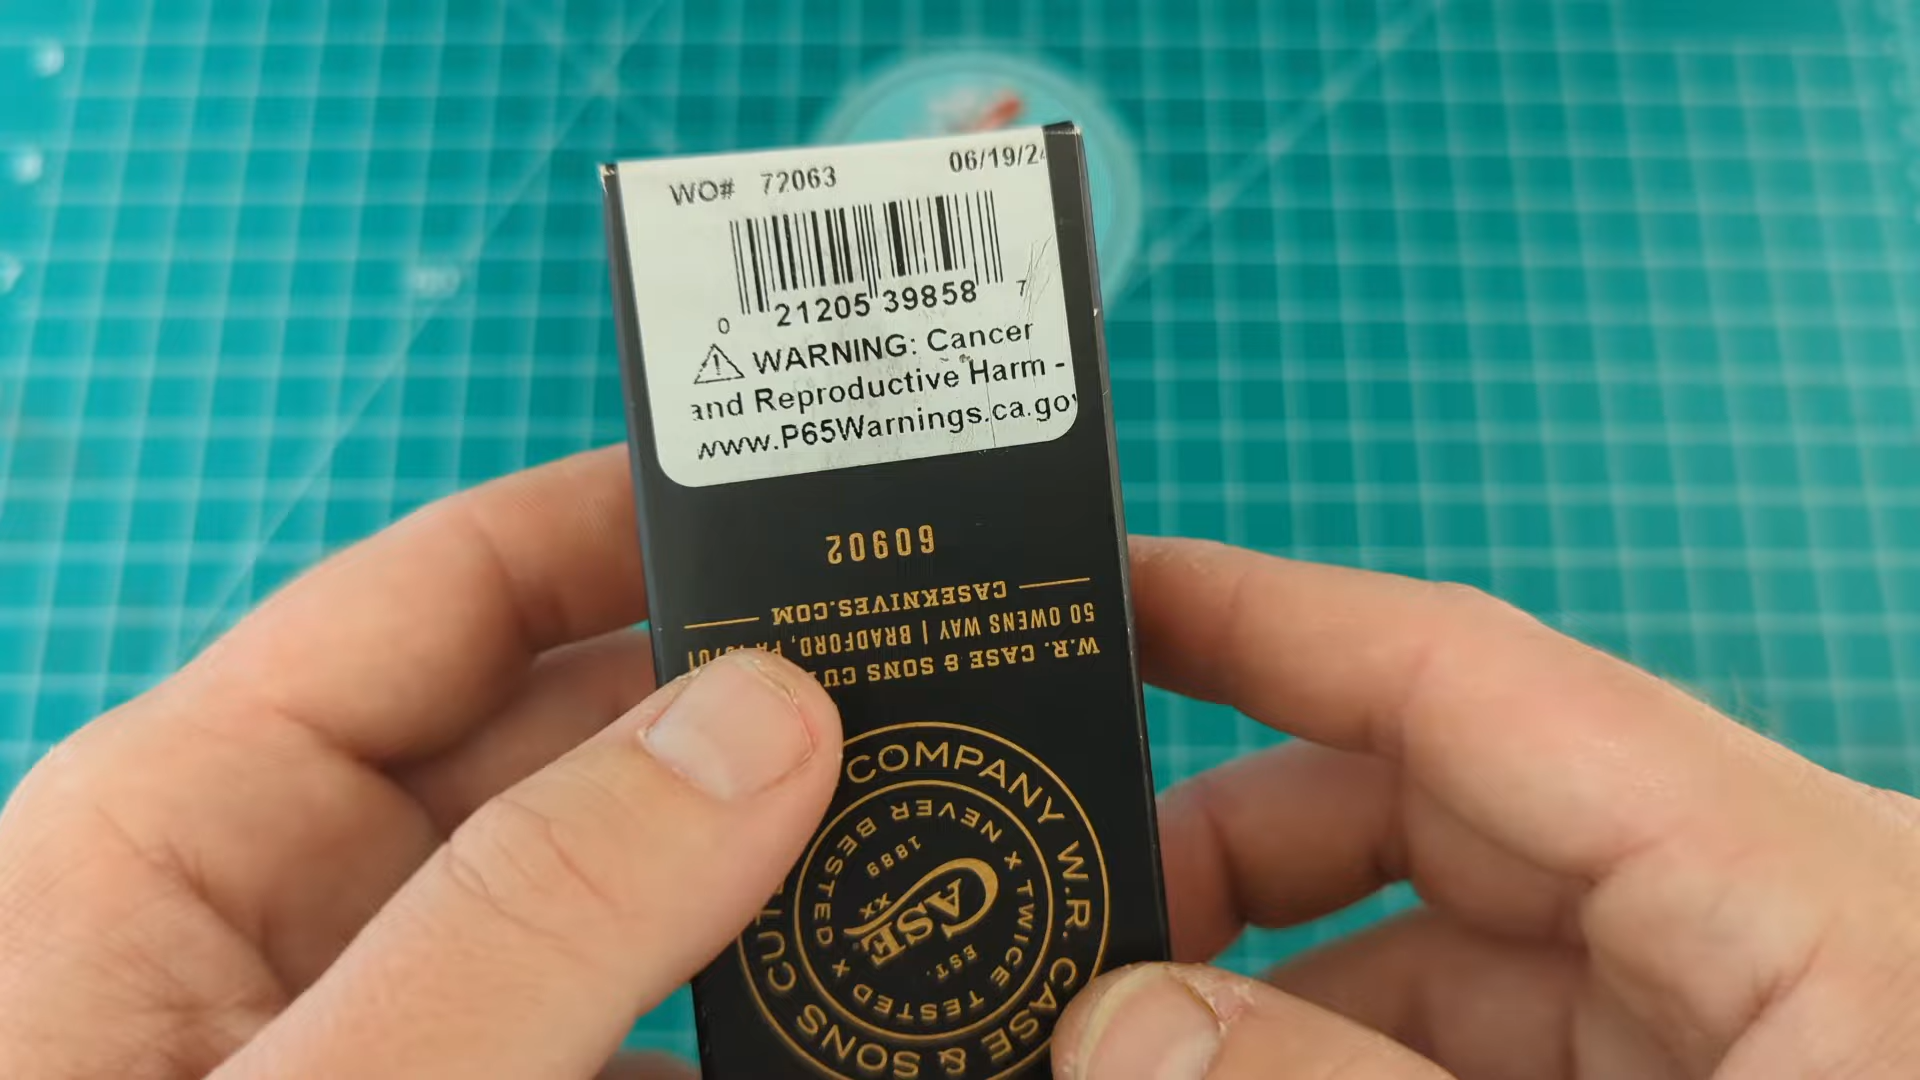 WO# 72063 06/19/2
0 21205 39858 7
WARNING: Cancer
and Reproductive Harm -
www.P65Warnings.ca.gov
60902
CASEKNIVES.COM
50 OWENS WAY | BRADFORD, PA
W.R. CASE & SONS
W.R. CASE & SONS CUT COMPANY
NEVER BESTED X TWICE TESTED X
EST. 1889
CASE
XX